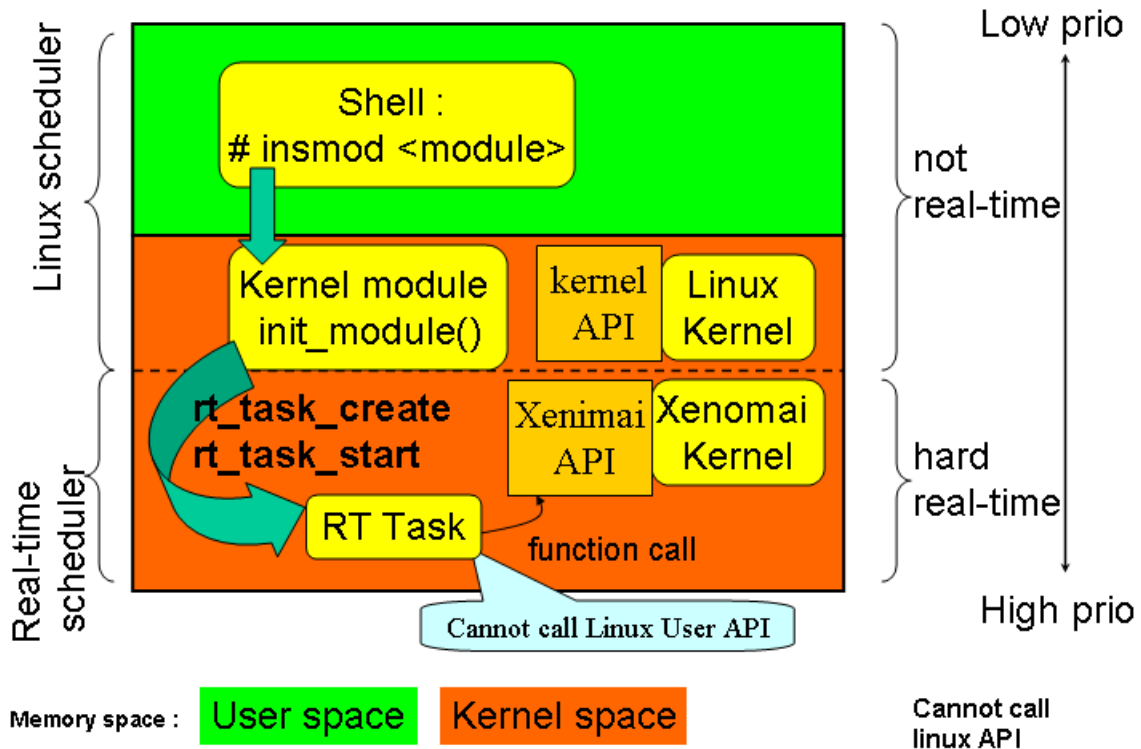 Low prio
Linux scheduler
Shell :
# insmod <module>
not
real-time
Kernel module
init_module()
kernel
API
Linux
Kernel
Real-time
scheduler
rt_task_create
rt_task_start
Xenimai
API
Xenomai
Kernel
hard
real-time
RT Task
function call
High prio
Cannot call Linux User API
Memory space :
User space
Kernel space
Cannot call
linux API